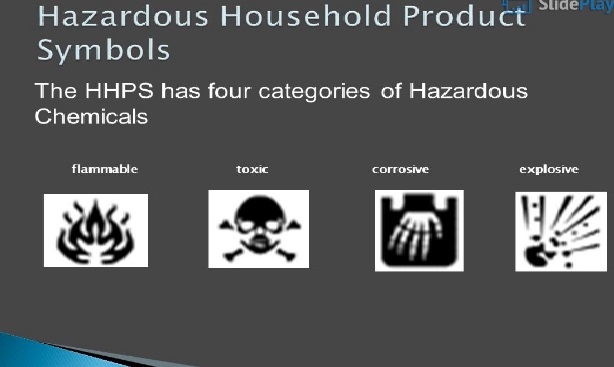 SlidePlay
Hazardous Household Product
Symbols
The HHPS has four categories of Hazardous
Chemicals
flammable toxic corrosive explosive